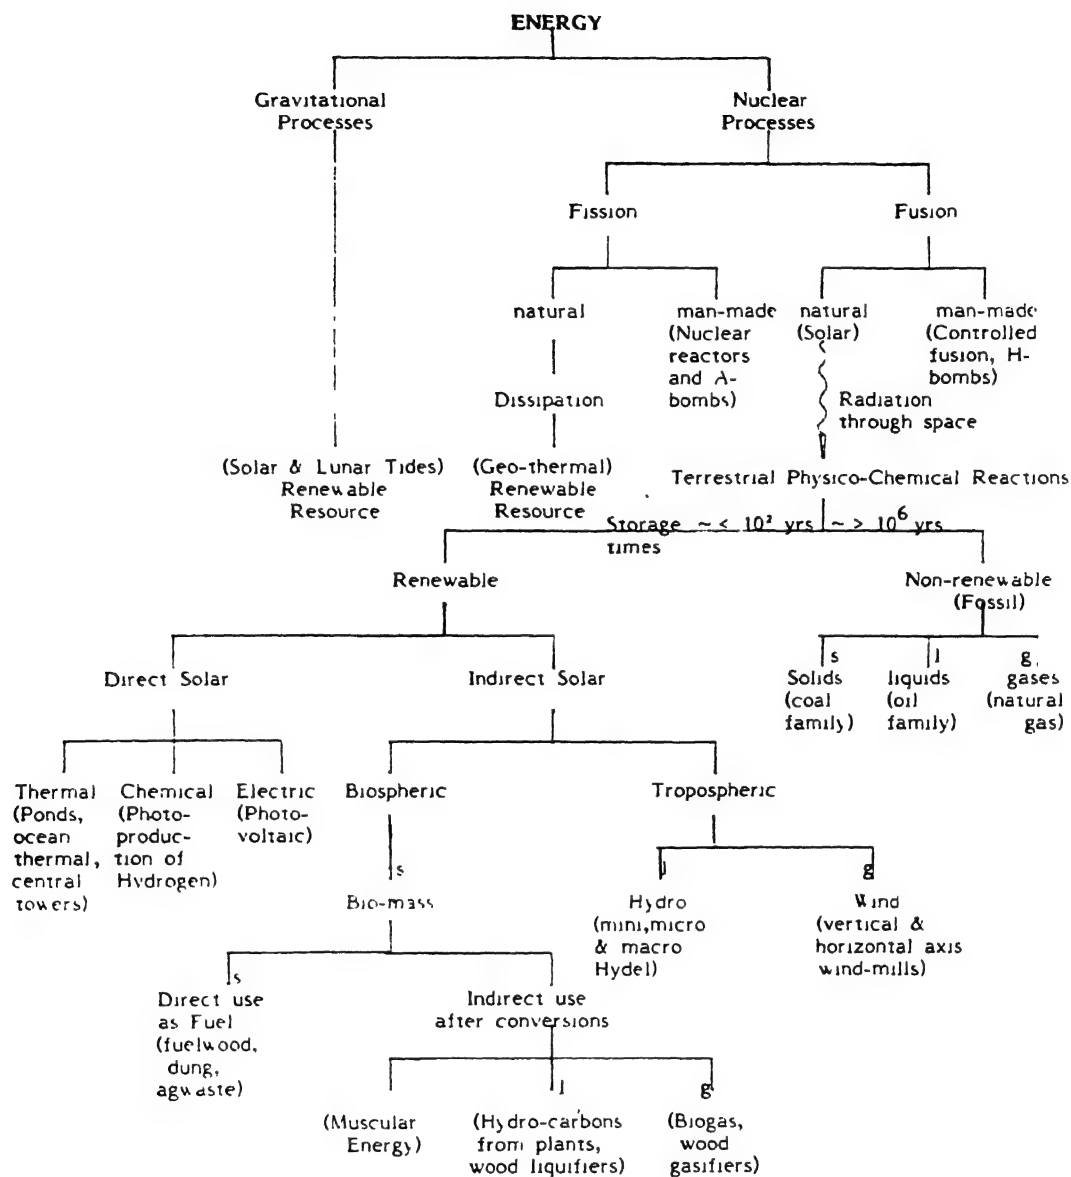 ENERGY
Gravitational
Processes
Nuclear
Processes
Fission
Fusion
natural
man-made
(Nuclear
reactors
and A-
bombs)
natural
(Solar)
man-made
(Controlled
fusion, H-
bombs)
Dissipation
Radiation
through space
(Solar & Lunar Tides)
Renewable
Resource
(Geo-thermal)
Renewable
Resource
Terrestrial Physico-Chemical Reactions
Storage ~ < 10² yrs ~ > 10⁶ yrs
times
Renewable
Non-renewable
(Fossil)
Direct Solar
Indirect Solar
s
Solids
(coal
family)
l
liquids
(oil
family)
g
gases
(natural
gas)
Thermal
(Ponds,
ocean
thermal,
central
towers)
Chemical
(Photo-
produc-
tion of
Hydrogen)
Electric
(Photo-
voltaic)
Biospheric
Tropospheric
s
Bio-mass
l
Hydro
(mini,micro
& macro
Hydel)
g
Wind
(vertical &
horizontal axis
wind-mills)
s
Direct use
as Fuel
(fuelwood,
dung,
agwaste)
Indirect use
after conversions
(Muscular
Energy)
l
(Hydro-carbons
from plants,
wood liquifiers)
g
(Biogas,
wood
gasifiers)